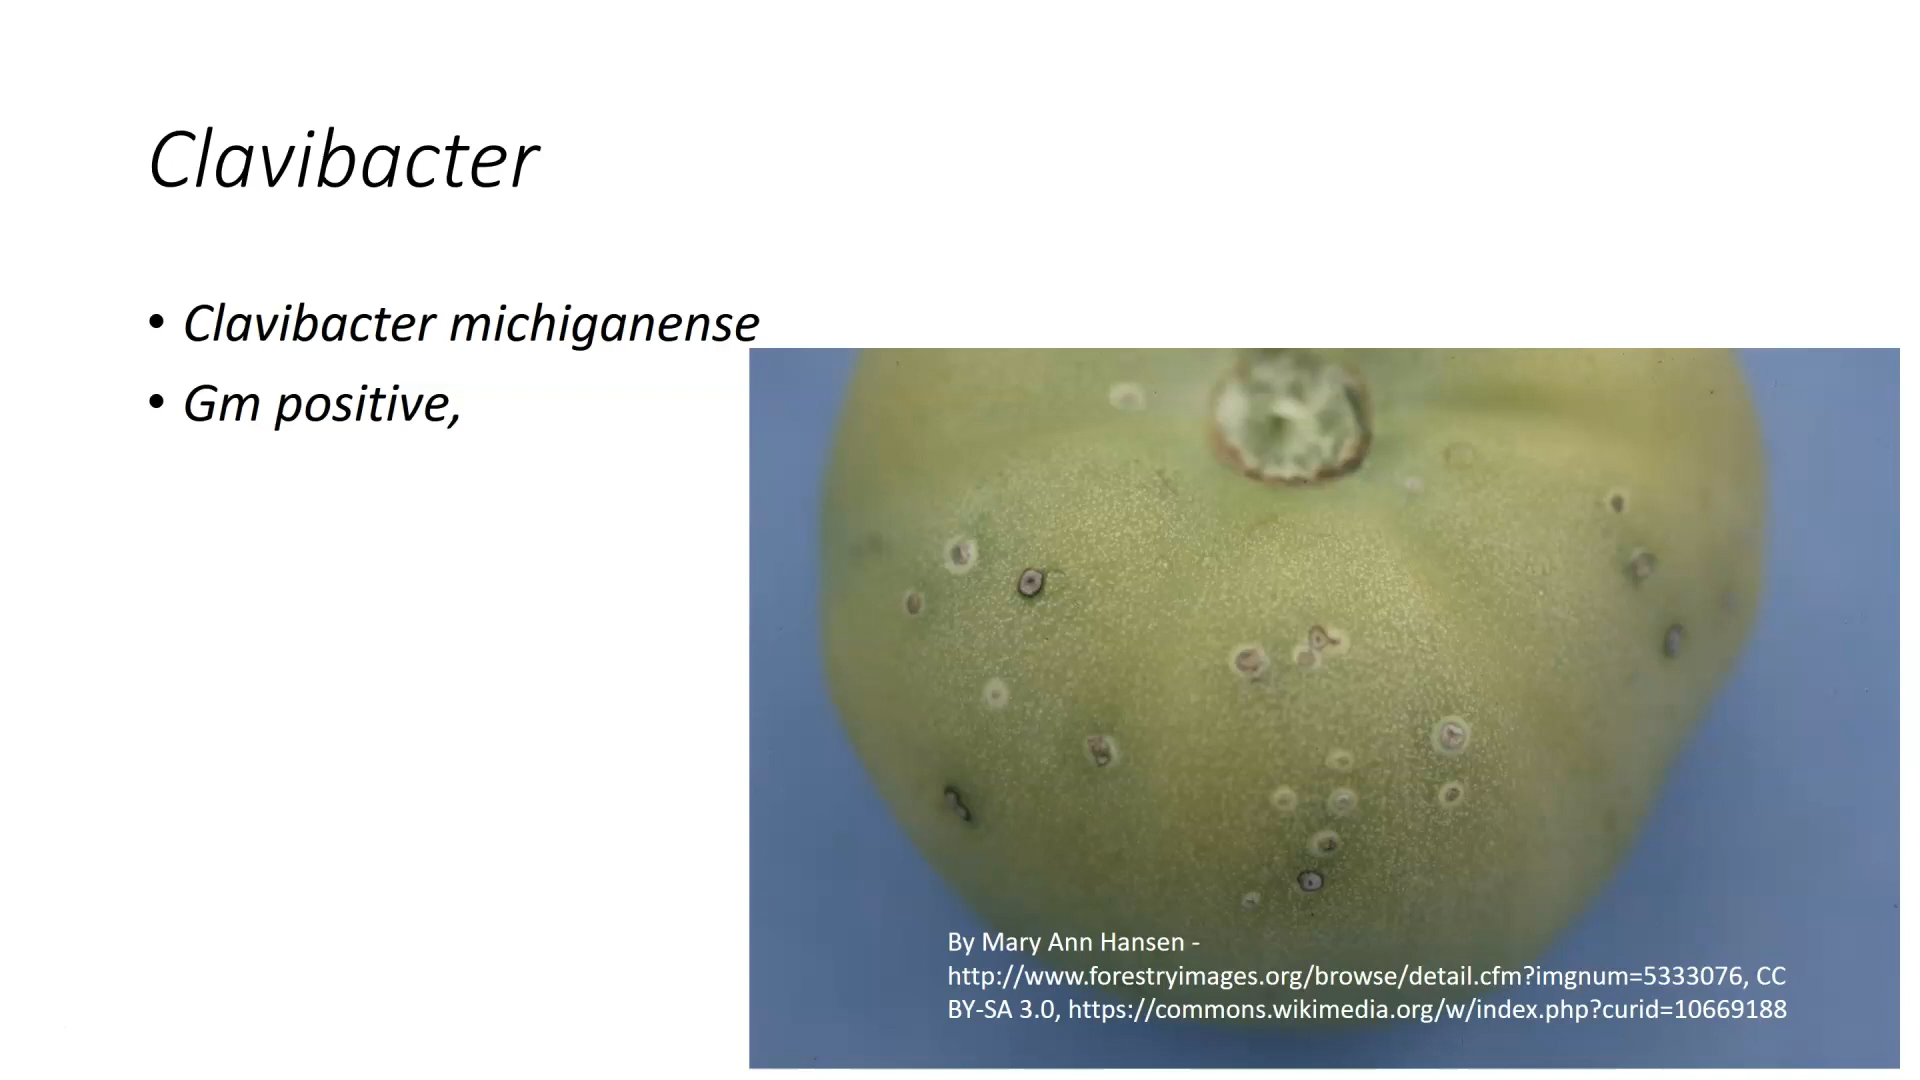 Clavibacter
• Clavibacter michiganense
• Gm positive,
By Mary Ann Hansen -
http://www.forestryimages.org/browse/detail.cfm?imgnum=5333076, CC
BY-SA 3.0, https://commons.wikimedia.org/w/index.php?curid=10669188